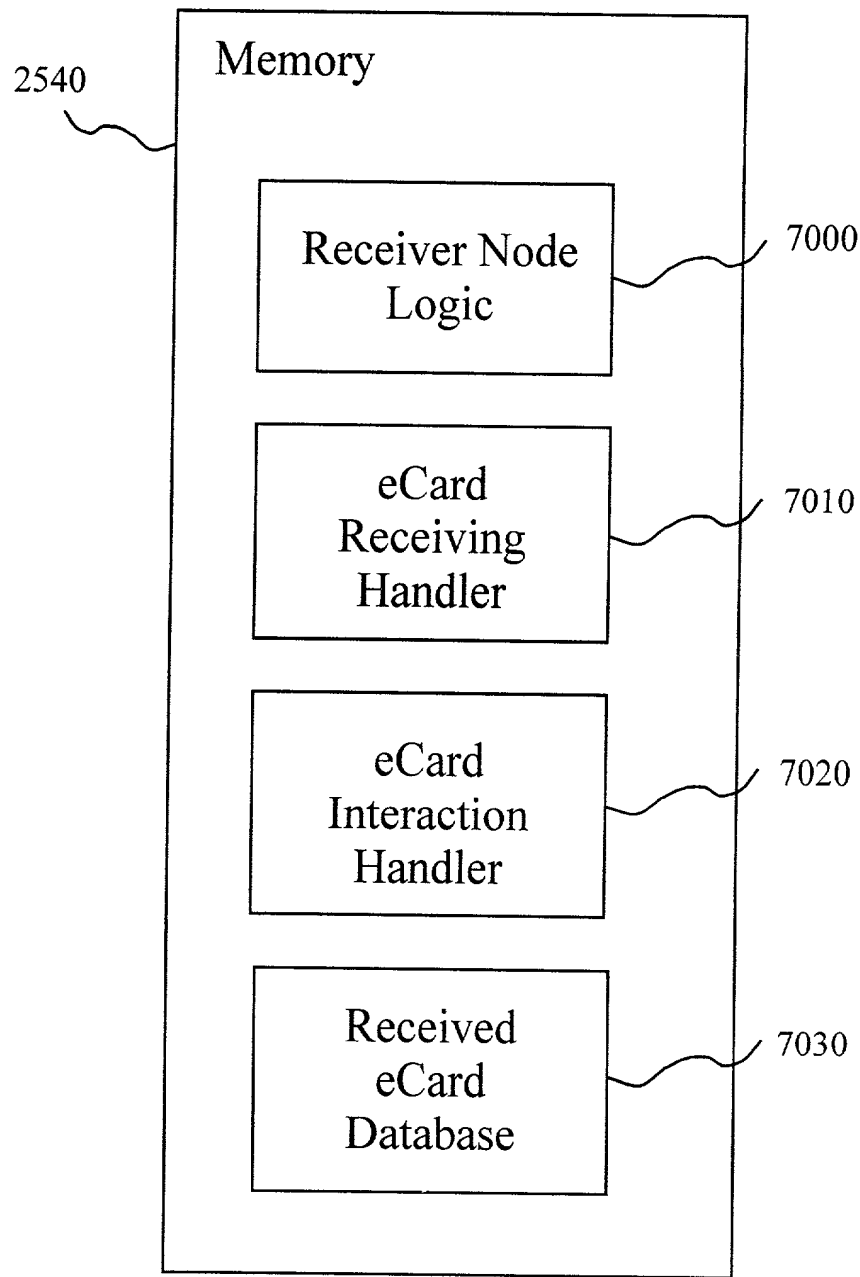 Memory
2540
Receiver Node
Logic
7000
eCard
Receiving
Handler
7010
eCard
Interaction
Handler
7020
Received
eCard
Database
7030